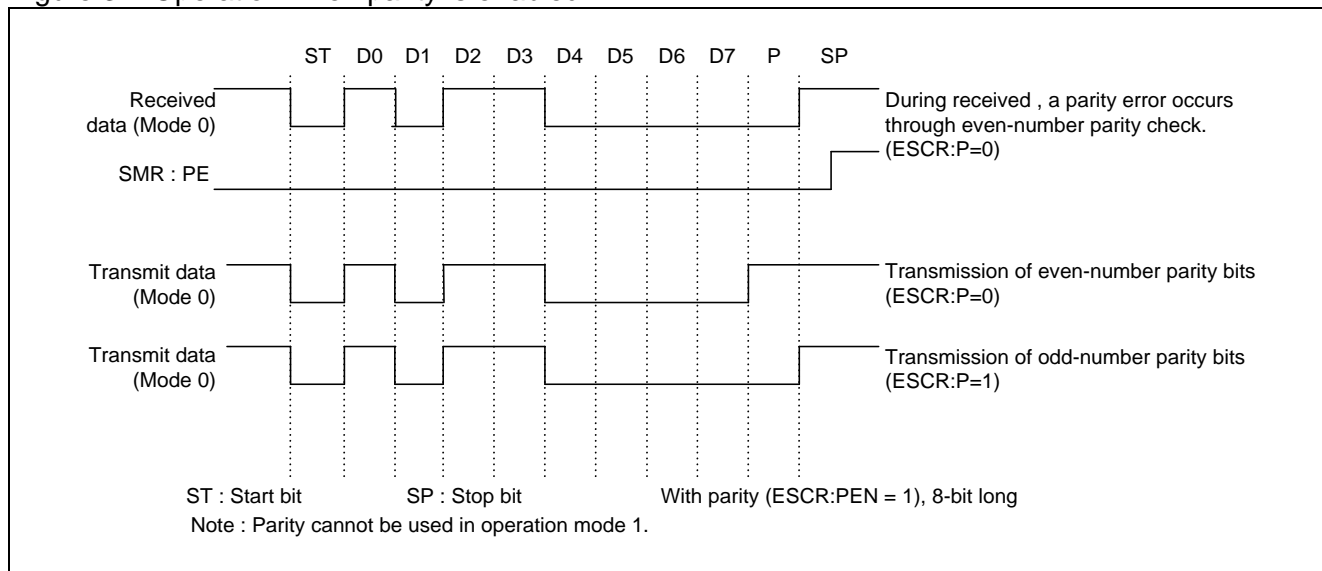 ST D0 D1 D2 D3 D4 D5 D6 D7 P SP
Received
data (Mode 0)
During received , a parity error occurs
through even-number parity check.
(ESCR:P=0)
SMR : PE
Transmit data
(Mode 0)
Transmission of even-number parity bits
(ESCR:P=0)
Transmit data
(Mode 0)
Transmission of odd-number parity bits
(ESCR:P=1)
ST : Start bit SP : Stop bit With parity (ESCR:PEN = 1), 8-bit long
Note : Parity cannot be used in operation mode 1.